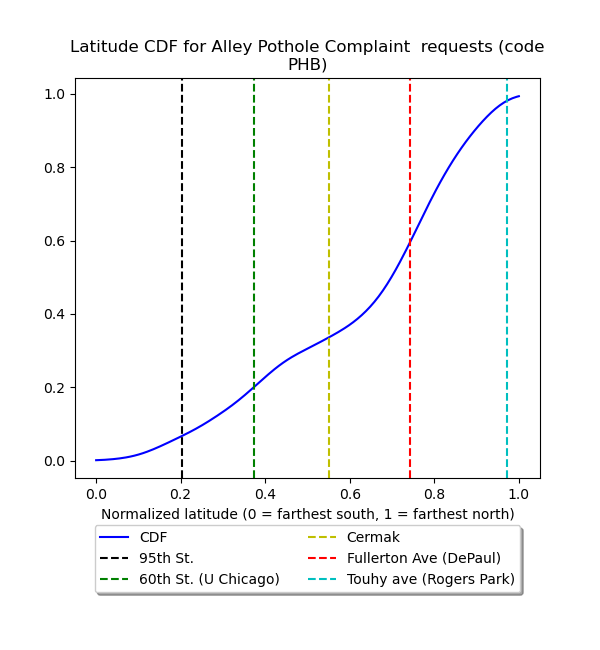 Latitude CDF for Alley Pothole Complaint  requests (code
PHB)
1.0
0.8
0.6
0.4
0.2
0.0
0.0 0.2 0.4 0.6 0.8 1.0
Normalized latitude (0 = farthest south, 1 = farthest north)
CDF Cermak
95th St. Fullerton Ave (DePaul)
60th St. (U Chicago) Touhy ave (Rogers Park)